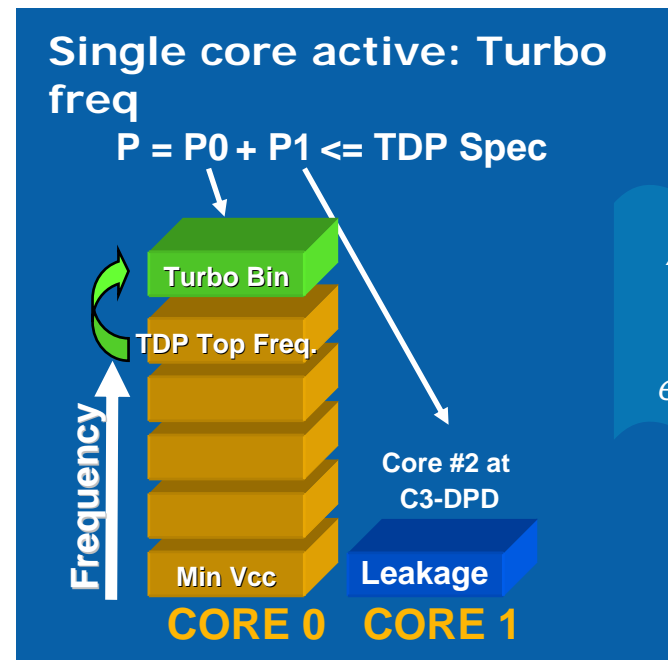 Single core active: Turbo
freq
P = P0 + P1 <= TDP Spec
Turbo Bin
TDP Top Freq.
Frequency
Core #2 at
C3-DPD
Min Vcc
Leakage
CORE 0 CORE 1